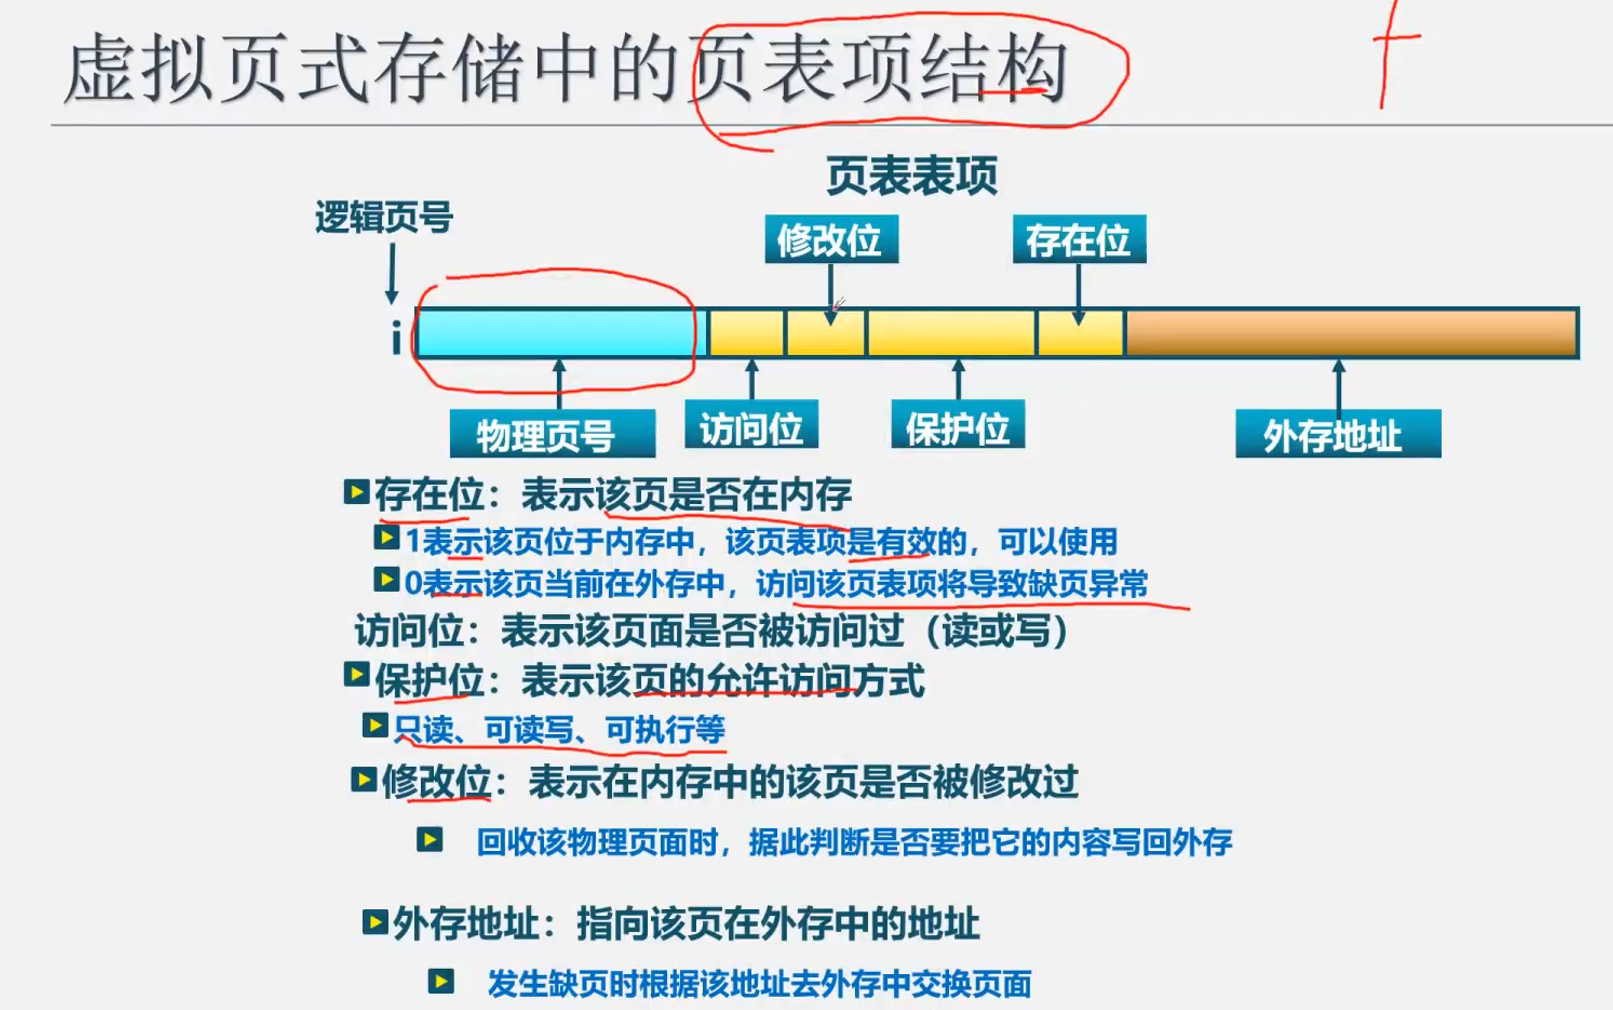 虚拟页式存储中的页表项结构
页表表项
逻辑页号
修改位
存在位
i
物理页号
访问位
保护位
外存地址
存在位：表示该页是否在内存
1表示该页位于内存中，该页表项是有效的，可以使用
0表示该页当前在外存中，访问该页表项将导致缺页异常
访问位：表示该页面是否被访问过（读或写）
保护位：表示该页的允许访问方式
只读、可读写、可执行等
修改位：表示在内存中的该页是否被修改过
回收该物理页面时，据此判断是否要把它的内容写回外存
外存地址：指向该页在外存中的地址
发生缺页时根据该地址去外存中交换页面